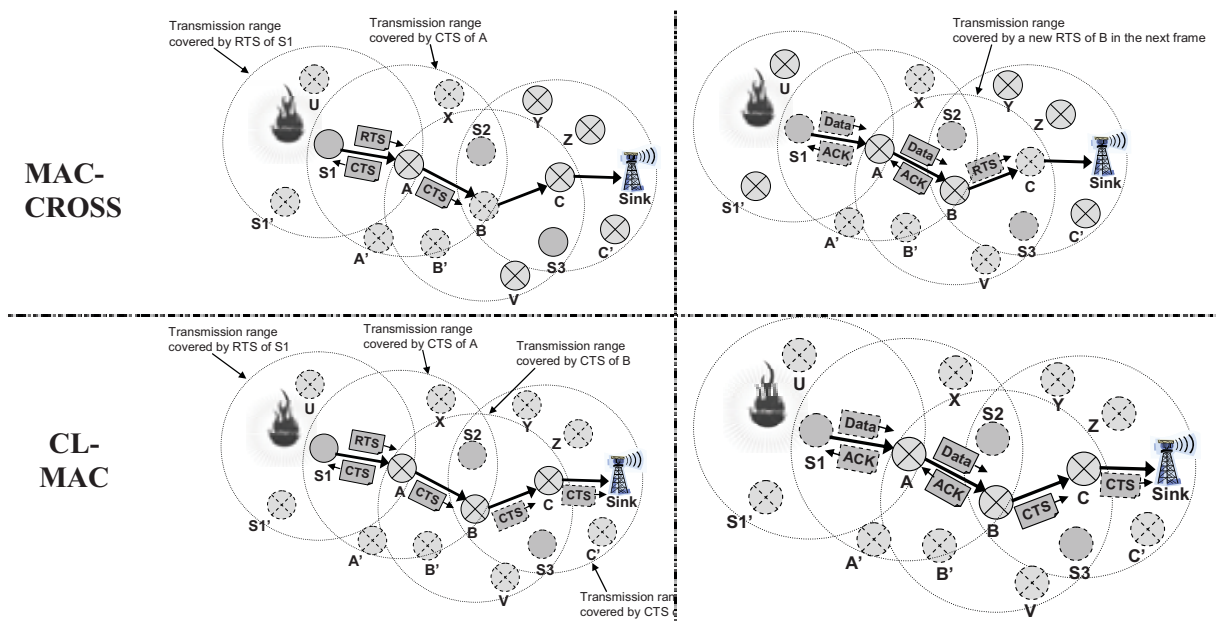 Transmission range
covered by RTS of S1
Transmission range
covered by CTS of A
U
X
S2
Y
Z
RTS
CTS
S1
A
CTS
B
C
Sink
S1'
A'
B'
S3
C'
V
MAC-
CROSS
Transmission range
covered by a new RTS of B in the next frame
U
X
S2
Y
Z
Data
ACK
S1
A
Data
ACK
RTS
B
C
Sink
S1'
A'
B'
S3
C'
V
Transmission range
covered by RTS of S1
Transmission range
covered by CTS of A
Transmission range
covered by CTS of B
U
X
S2
Y
Z
RTS
CTS
S1
A
CTS
B
CTS
C
CTS
Sink
S1'
A'
B'
S3
C'
V
Transmission
covered by CTS
CL-
MAC
U
X
S2
Y
Z
Data
ACK
S1
A
Data
ACK
B
CTS
C
CTS
Sink
S1'
A'
B'
S3
C'
V